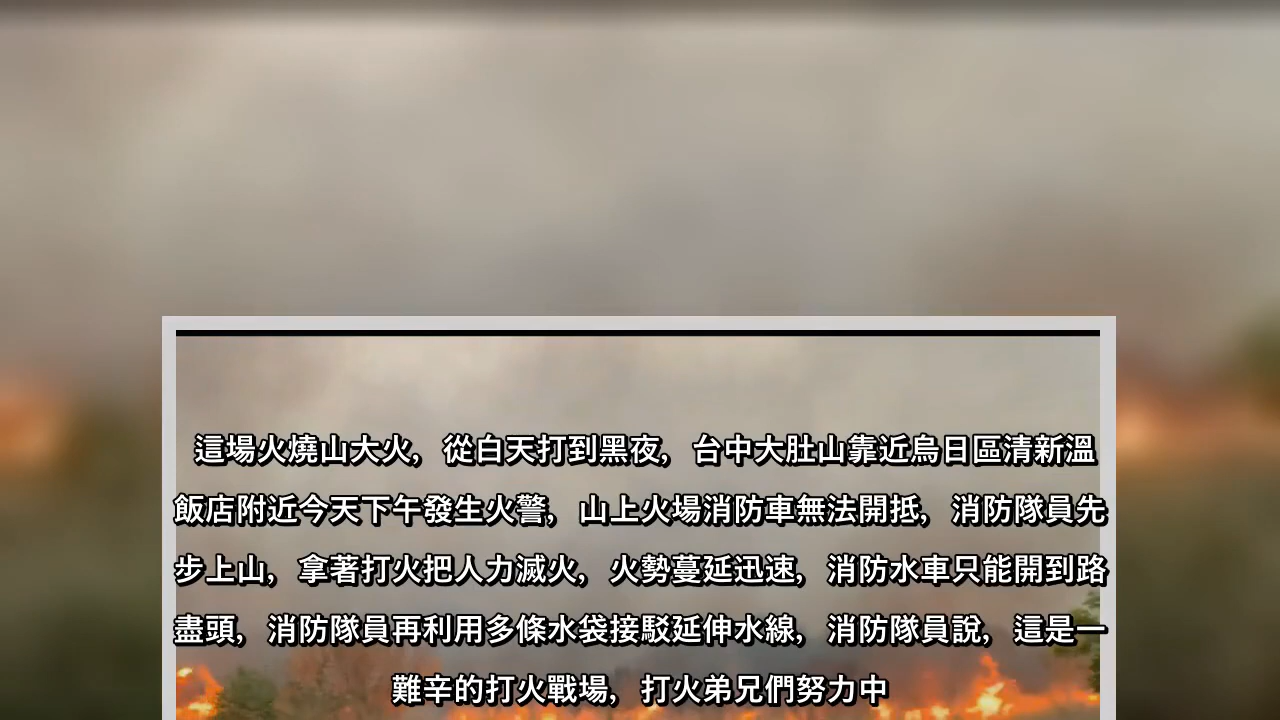 這場火燒山大火，從白天打到黑夜，台中大肚山靠近烏日區清新溫
飯店附近今天下午發生火警，山上火場消防車無法開抵，消防隊員先
步上山，拿著打火把人力滅火，火勢蔓延迅速，消防水車只能開到路
盡頭，消防隊員再利用多條水袋接駁延伸水線，消防隊員說，這是一
難辛的打火戰場，打火弟兄們努力中